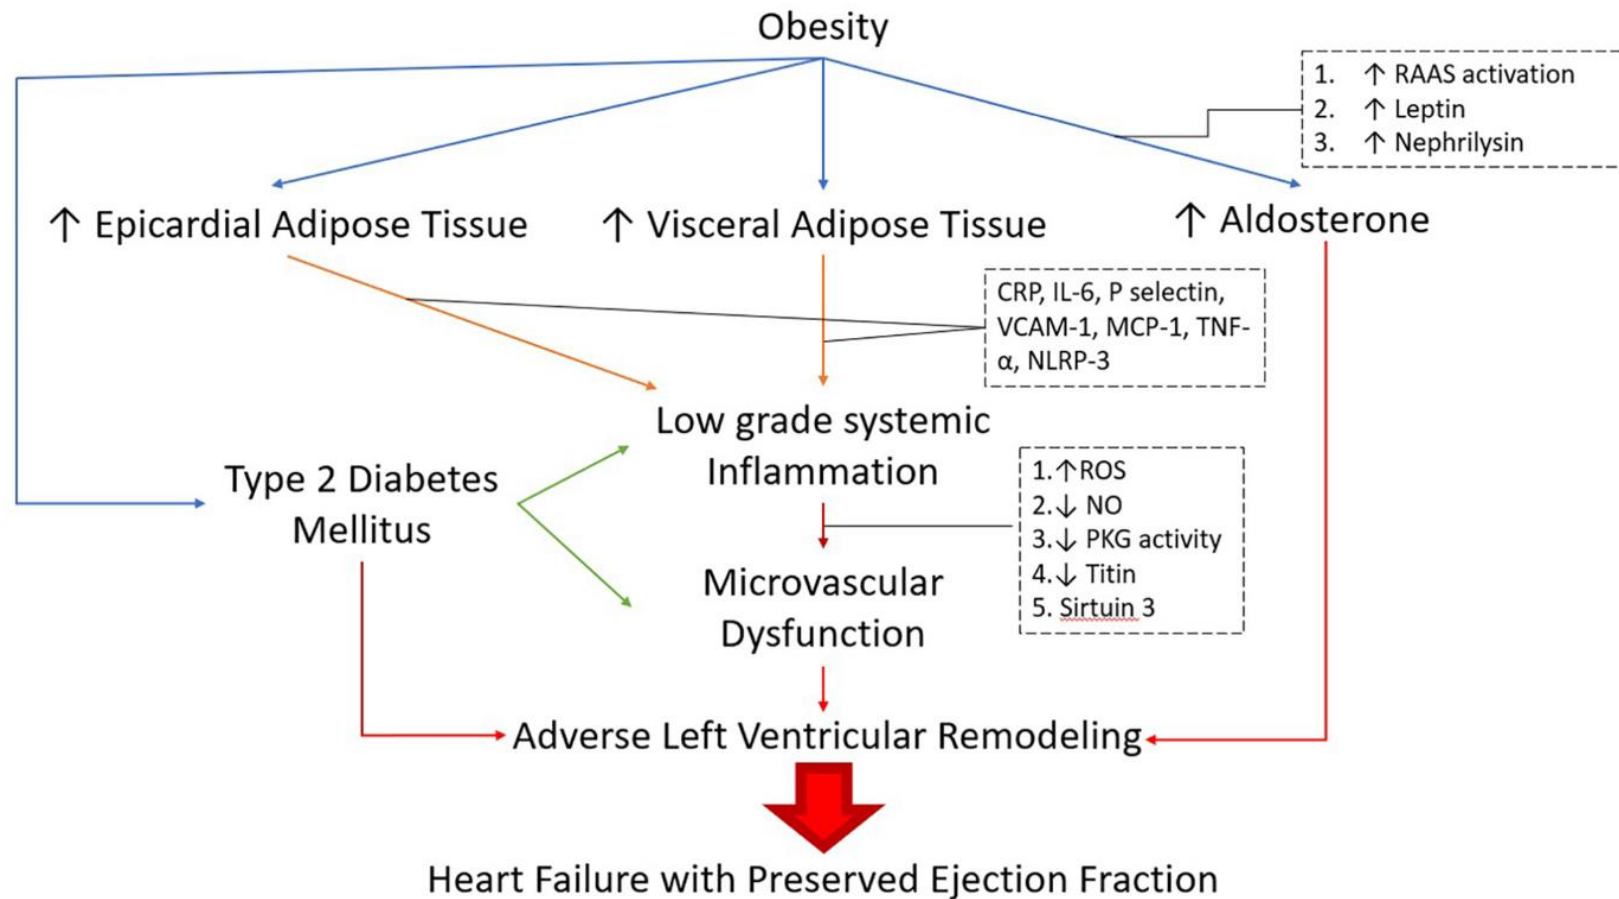 Obesity
1. ↑ RAAS activation
2. ↑ Leptin
3. ↑ Nephrilysin
↑ Epicardial Adipose Tissue
↑ Visceral Adipose Tissue
↑ Aldosterone
CRP, IL-6, P selectin,
VCAM-1, MCP-1, TNF-
α, NLRP-3
Low grade systemic
Inflammation
Type 2 Diabetes
Mellitus
1.↑ROS
2.↓ NO
3.↓ PKG activity
4.↓ Titin
5. Sirtuin 3
Microvascular
Dysfunction
Adverse Left Ventricular Remodeling
Heart Failure with Preserved Ejection Fraction